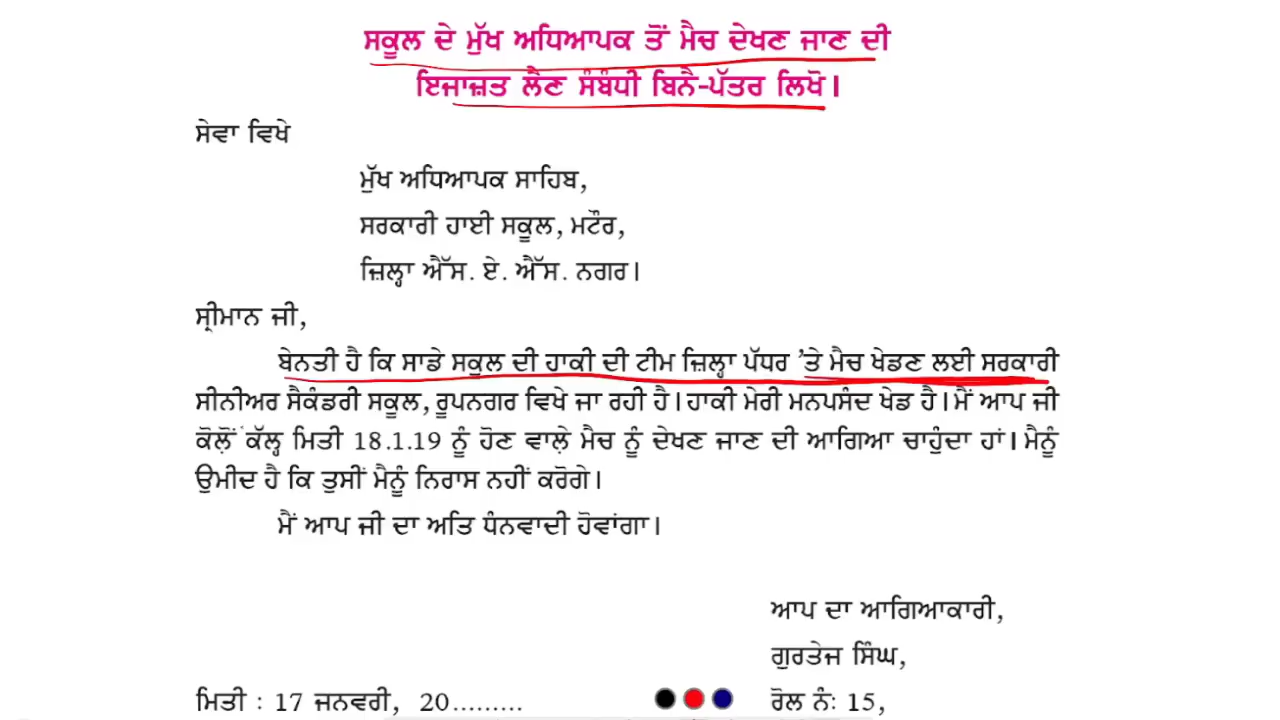 ਸਕੂਲ ਦੇ ਮੁੱਖ ਅਧਿਆਪਕ ਤੋਂ ਮੈਚ ਦੇਖਣ ਜਾਣ ਦੀ
ਇਜਾਜ਼ਤ ਲੈਣ ਸੰਬੰਧੀ ਬਿਨੈ-ਪੱਤਰ ਲਿਖੋ।
ਸੇਵਾ ਵਿਖੇ
ਮੁੱਖ ਅਧਿਆਪਕ ਸਾਹਿਬ,
ਸਰਕਾਰੀ ਹਾਈ ਸਕੂਲ, ਮਟੌਰ,
ਜ਼ਿਲ੍ਹਾ ਐੱਸ. ਏ. ਐੱਸ. ਨਗਰ।
ਸ੍ਰੀਮਾਨ ਜੀ,
ਬੇਨਤੀ ਹੈ ਕਿ ਸਾਡੇ ਸਕੂਲ ਦੀ ਹਾਕੀ ਦੀ ਟੀਮ ਜ਼ਿਲ੍ਹਾ ਪੱਧਰ ’ਤੇ ਮੈਚ ਖੇਡਣ ਲਈ ਸਰਕਾਰੀ
ਸੀਨੀਅਰ ਸੈਕੰਡਰੀ ਸਕੂਲ, ਰੂਪਨਗਰ ਵਿਖੇ ਜਾ ਰਹੀ ਹੈ। ਹਾਕੀ ਮੇਰੀ ਮਨਪਸੰਦ ਖੇਡ ਹੈ। ਮੈਂ ਆਪ ਜੀ
ਕੋਲੋਂ ਕੱਲ੍ਹ ਮਿਤੀ 18.1.19 ਨੂੰ ਹੋਣ ਵਾਲ਼ੇ ਮੈਚ ਨੂੰ ਦੇਖਣ ਜਾਣ ਦੀ ਆਗਿਆ ਚਾਹੁੰਦਾ ਹਾਂ। ਮੈਨੂੰ
ਉਮੀਦ ਹੈ ਕਿ ਤੁਸੀਂ ਮੈਨੂੰ ਨਿਰਾਸ ਨਹੀਂ ਕਰੋਗੇ।
ਮੈਂ ਆਪ ਜੀ ਦਾ ਅਤਿ ਧੰਨਵਾਦੀ ਹੋਵਾਂਗਾ।
ਆਪ ਦਾ ਆਗਿਆਕਾਰੀ,
ਗੁਰਤੇਜ ਸਿੰਘ,
ਮਿਤੀ : 17 ਜਨਵਰੀ, 20......... ਰੋਲ ਨੰ: 15,